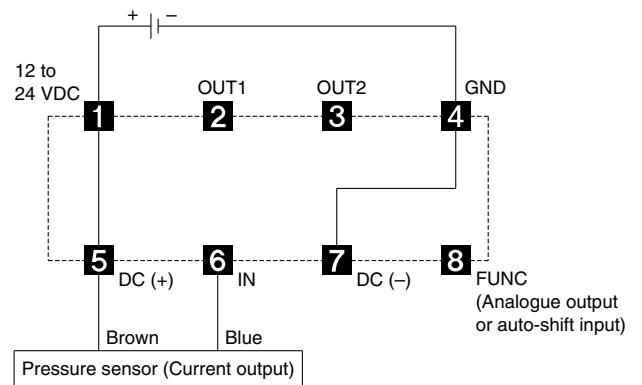 + –
12 to
24 VDC
OUT1
OUT2
GND
1
2
3
4
5
6
7
8
DC (+)
IN
DC (–)
FUNC
(Analogue output
or auto-shift input)
Brown
Blue
Pressure sensor (Current output)